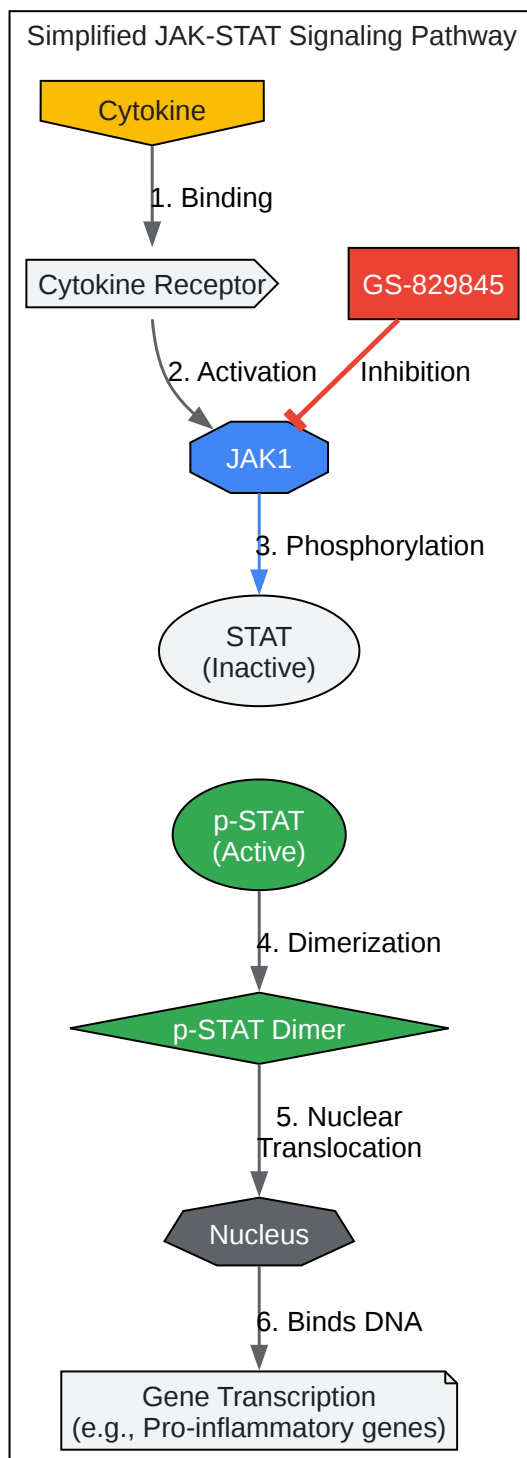 Simplified JAK-STAT Signaling Pathway
Cytokine
1. Binding
Cytokine Receptor
GS-829845
2. Activation
Inhibition
JAK1
3. Phosphorylation
STAT
(Inactive)
p-STAT
(Active)
4. Dimerization
p-STAT Dimer
5. Nuclear
Translocation
Nucleus
6. Binds DNA
Gene Transcription
(e.g., Pro-inflammatory genes)